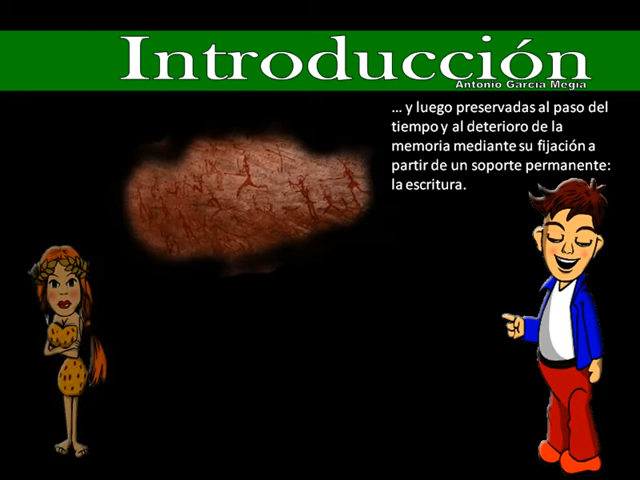 Introducción
Antonio García Megía
... y luego preservadas al paso del
tiempo y al deterioro de la
memoria mediante su fijación a
partir de un soporte permanente:
la escritura.